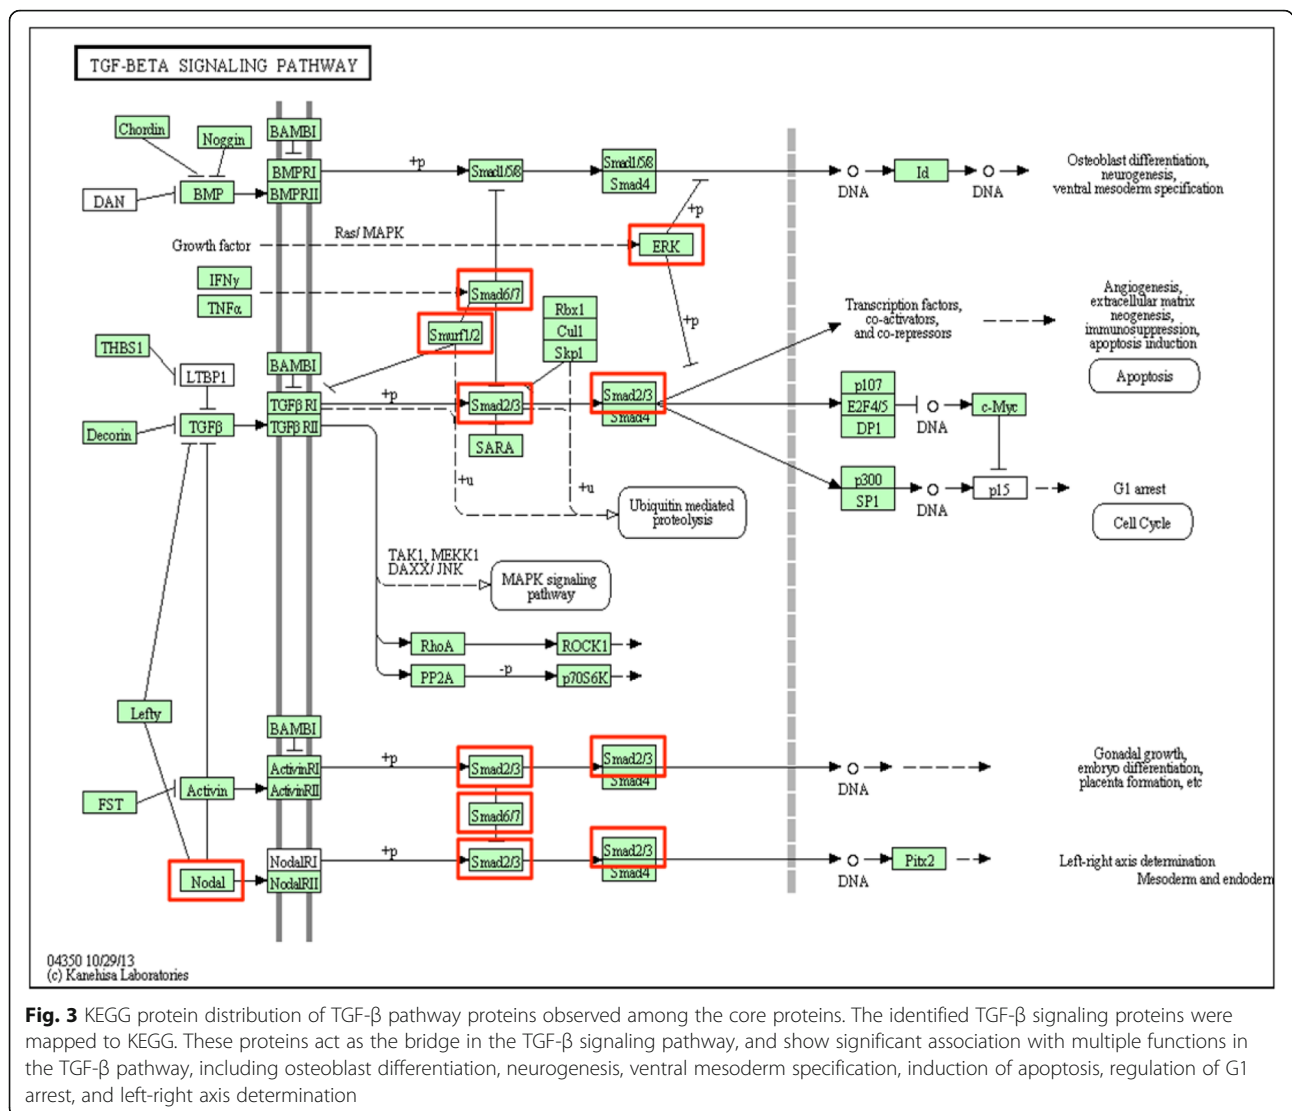 TGF-BETA SIGNALING PATHWAY
Chordin
Noggin
BAMBI
DAN
BMP
BMPRI
BMPRII
+p
Smad1/5/8
Smad1/5/8
Smad4
DNA
Id
DNA
Osteoblast differentiation,
neurogenesis,
ventral mesoderm specification
+p
Growth factor
Ras/ MAPK
ERK
IFNγ
TNFα
Smad6/7
Smurf1/2
Rbx1
Cul1
Skp1
+p
Transcription factors,
co-activators,
and co-repressors
Angiogenesis,
extracellular matrix
neogenesis,
immunosuppression,
apoptosis induction
Apoptosis
THBS1
LTBP1
BAMBI
Decorin
TGFβ
TGFβ RI
TGFβ RII
+p
Smad2/3
SARA
Smad2/3
Smad4
p107
E2F4/5
DP1
DNA
c-Myc
p300
SP1
DNA
p15
G1 arrest
Cell Cycle
+u
+u
Ubiquitin mediated
proteolysis
TAK1, MEKK1
DAXX/ JNK
MAPK signaling
pathway
RhoA
ROCK1
PP2A
-p
p70S6K
Lefty
BAMBI
FST
Activin
ActivinRI
ActivinRII
+p
Smad2/3
Smad2/3
Smad4
DNA
Gonadal growth,
embryo differentiation,
placenta formation, etc
Smad6/7
Nodal
NodalRI
NodalRII
+p
Smad2/3
Smad2/3
Smad4
DNA
Pitx2
Left-right axis determination
Mesoderm and endoderm
04350 10/29/13
(c) Kanehisa Laboratories
Fig. 3 KEGG protein distribution of TGF-β pathway proteins observed among the core proteins. The identified TGF-β signaling proteins were
mapped to KEGG. These proteins act as the bridge in the TGF-β signaling pathway, and show significant association with multiple functions in
the TGF-β pathway, including osteoblast differentiation, neurogenesis, ventral mesoderm specification, induction of apoptosis, regulation of G1
arrest, and left-right axis determination